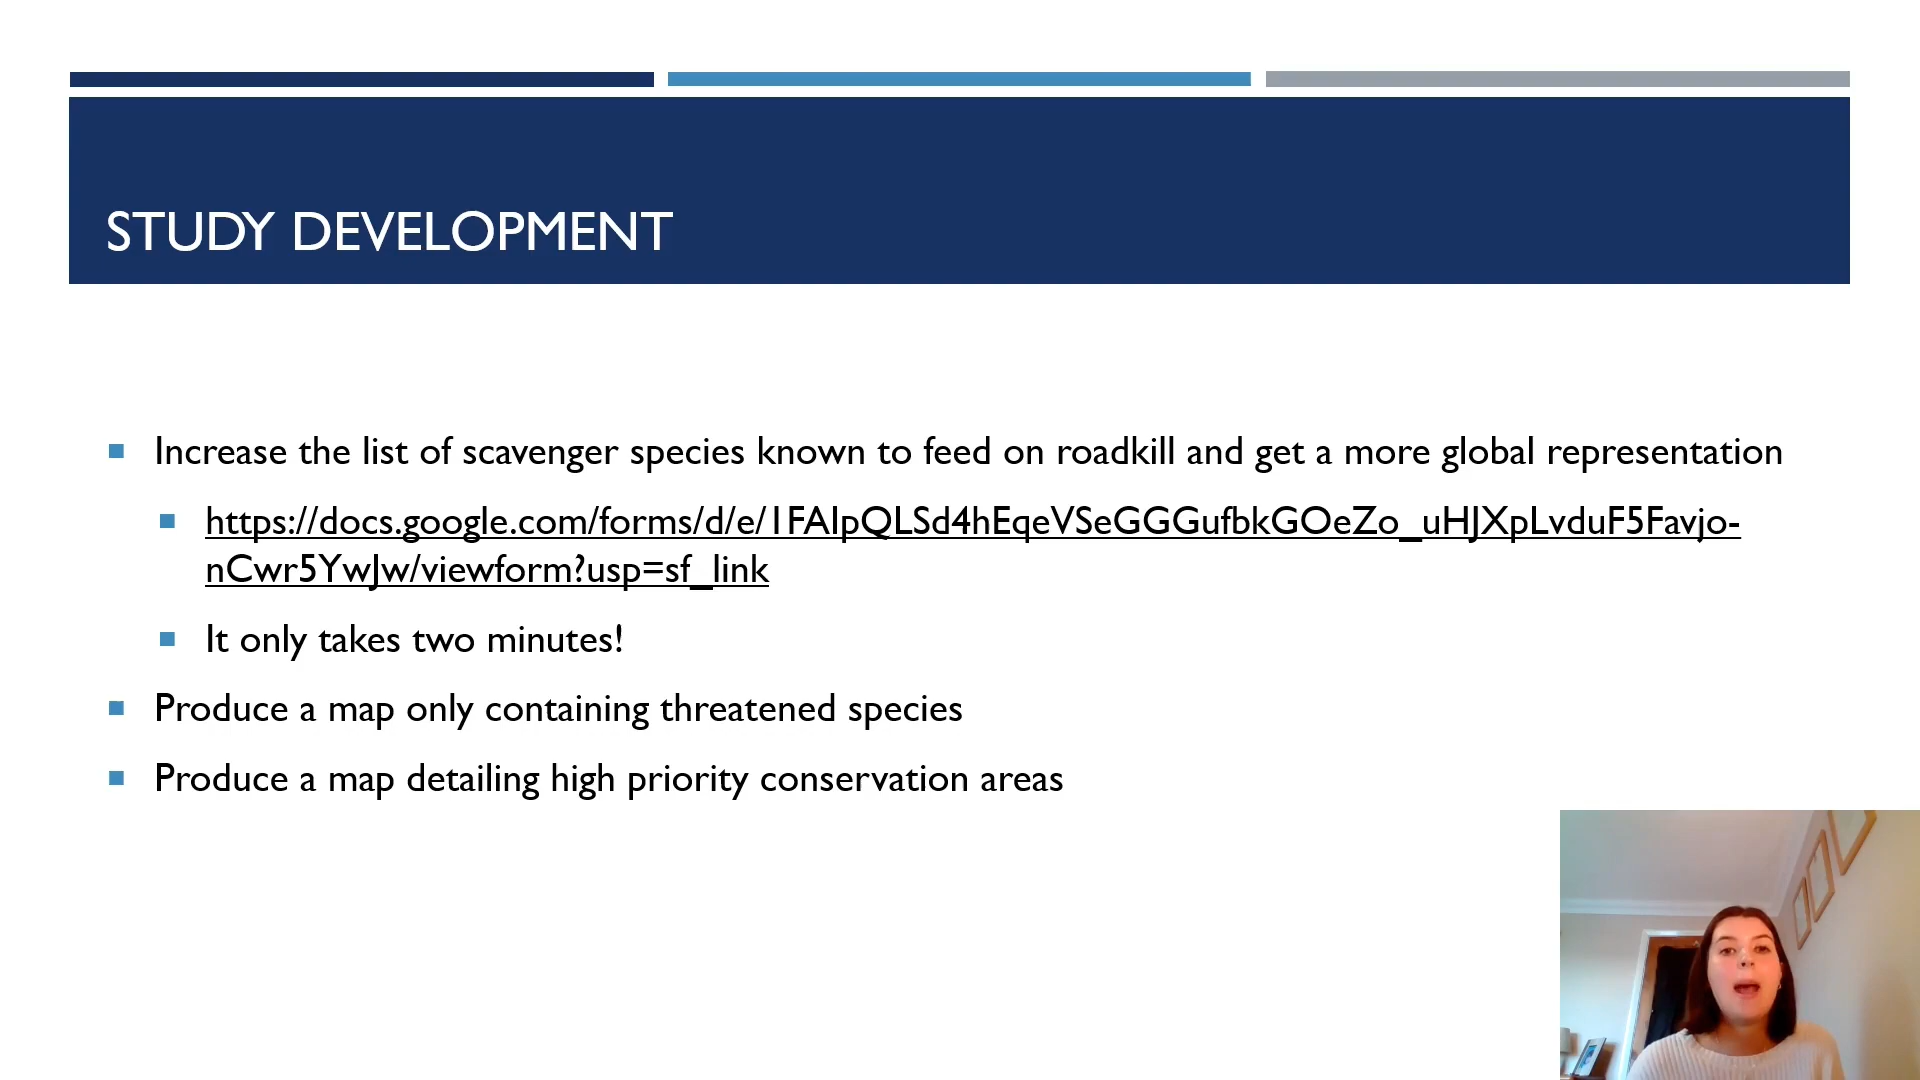 STUDY DEVELOPMENT
Increase the list of scavenger species known to feed on roadkill and get a more global representation
https://docs.google.com/forms/d/e/1FAIpQLSd4hEqeVSeGGGufbkGOeZo_uHJXpLvduF5Favjo-
nCwr5YwJw/viewform?usp=sf_link
It only takes two minutes!
Produce a map only containing threatened species
Produce a map detailing high priority conservation areas